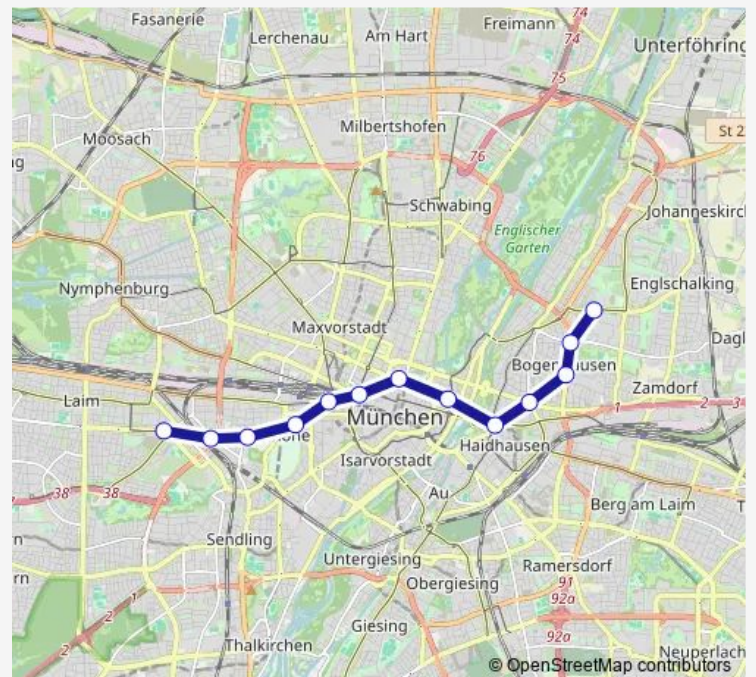 Fasanerie
Lerchenau
Am Hart
Freimann
74
74
Unterföhring
75
Moosach
Milbertshofen
St 2
76
Schwabing
Johanneskirch
Englischer
Garten
Nymphenburg
Englschalking
Maxvorstadt
Bogenhausen
Dagl
Zamdorf
Laim
1
2
3
München
Haidhausen
Isarvorstadt
38
38
Au
Berg am Laim
Sendling
Untergiesing
Ramersdorf
Obergiesing
91
92a
1
2
2
Giesing
92a
Thalkirchen
Neuperlach
© OpenStreetMap contributors